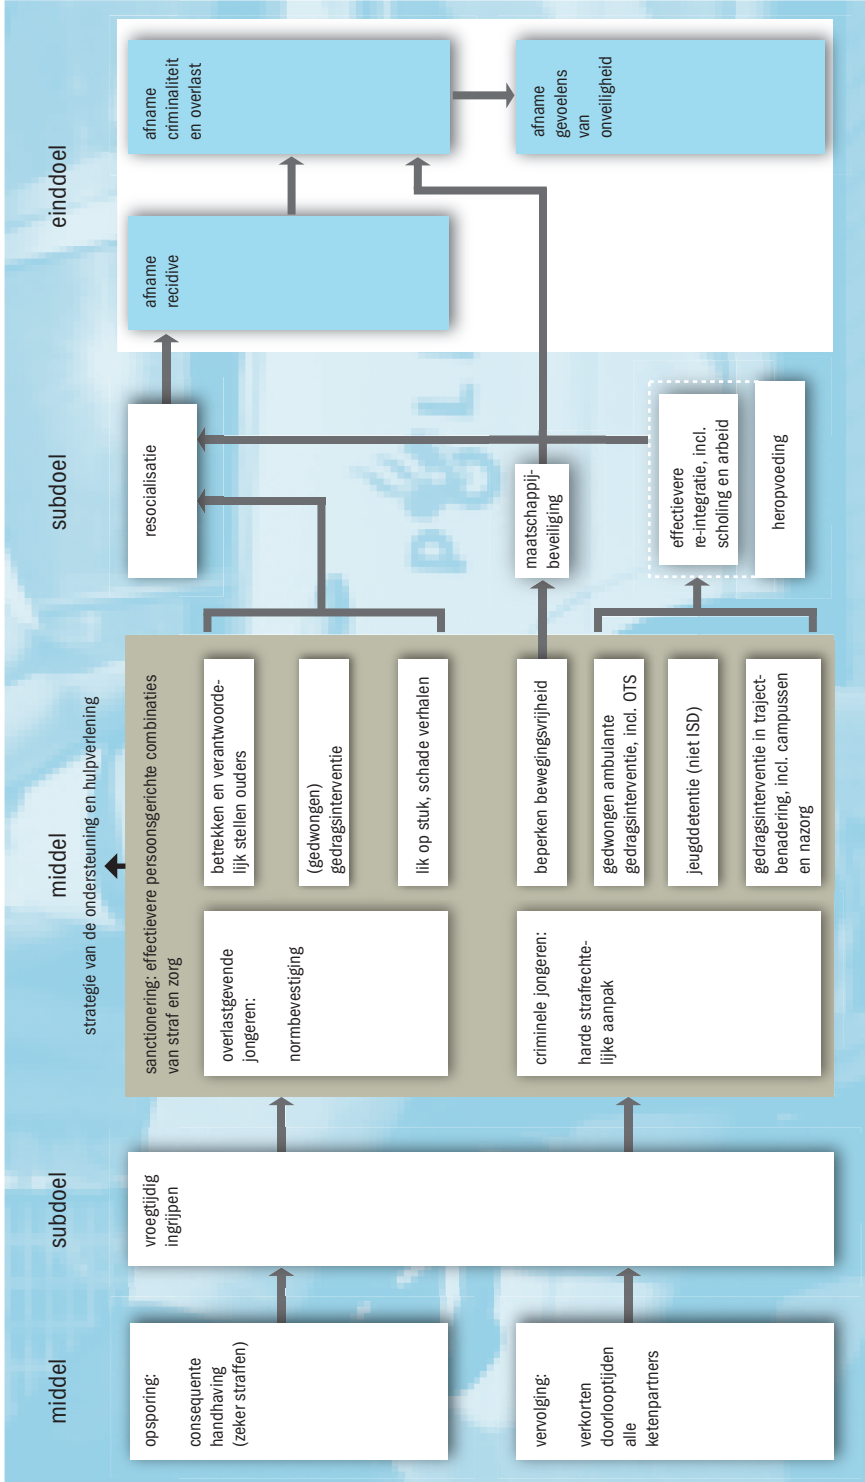 middel
subdoel
middel
subdoel
einddoel
strategie van de ondersteuning en hulpverlening
opsporing:
consequente
handhaving
(zeker straffen)
vervolging:
verkorten
doorlooptijden
alle
ketenpartners
vroegtijdig
ingrijpen
sanctionering: effectievere persoonsgerichte combinaties
van straf en zorg
overlastgevende
jongeren:
normbevestiging
criminele jongeren:
harde strafrechte-
lijke aanpak
betrekken en verantwoorde-
lijk stellen ouders
(gedwongen)
gedragsinterventie
lik op stuk, schade verhalen
beperken bewegingsvrijheid
gedwongen ambulante
gedragsinterventie, incl. OTS
jeugddetentie (niet ISD)
gedragsinterventie in traject-
benadering, incl. campussen
en nazorg
resocialisatie
maatschappij-
beveiliging
effectievere
re-integratie, incl.
scholing en arbeid
heropvoeding
afname
recidive
afname
criminaliteit
en overlast
afname
gevoelens
van
onveiligheid